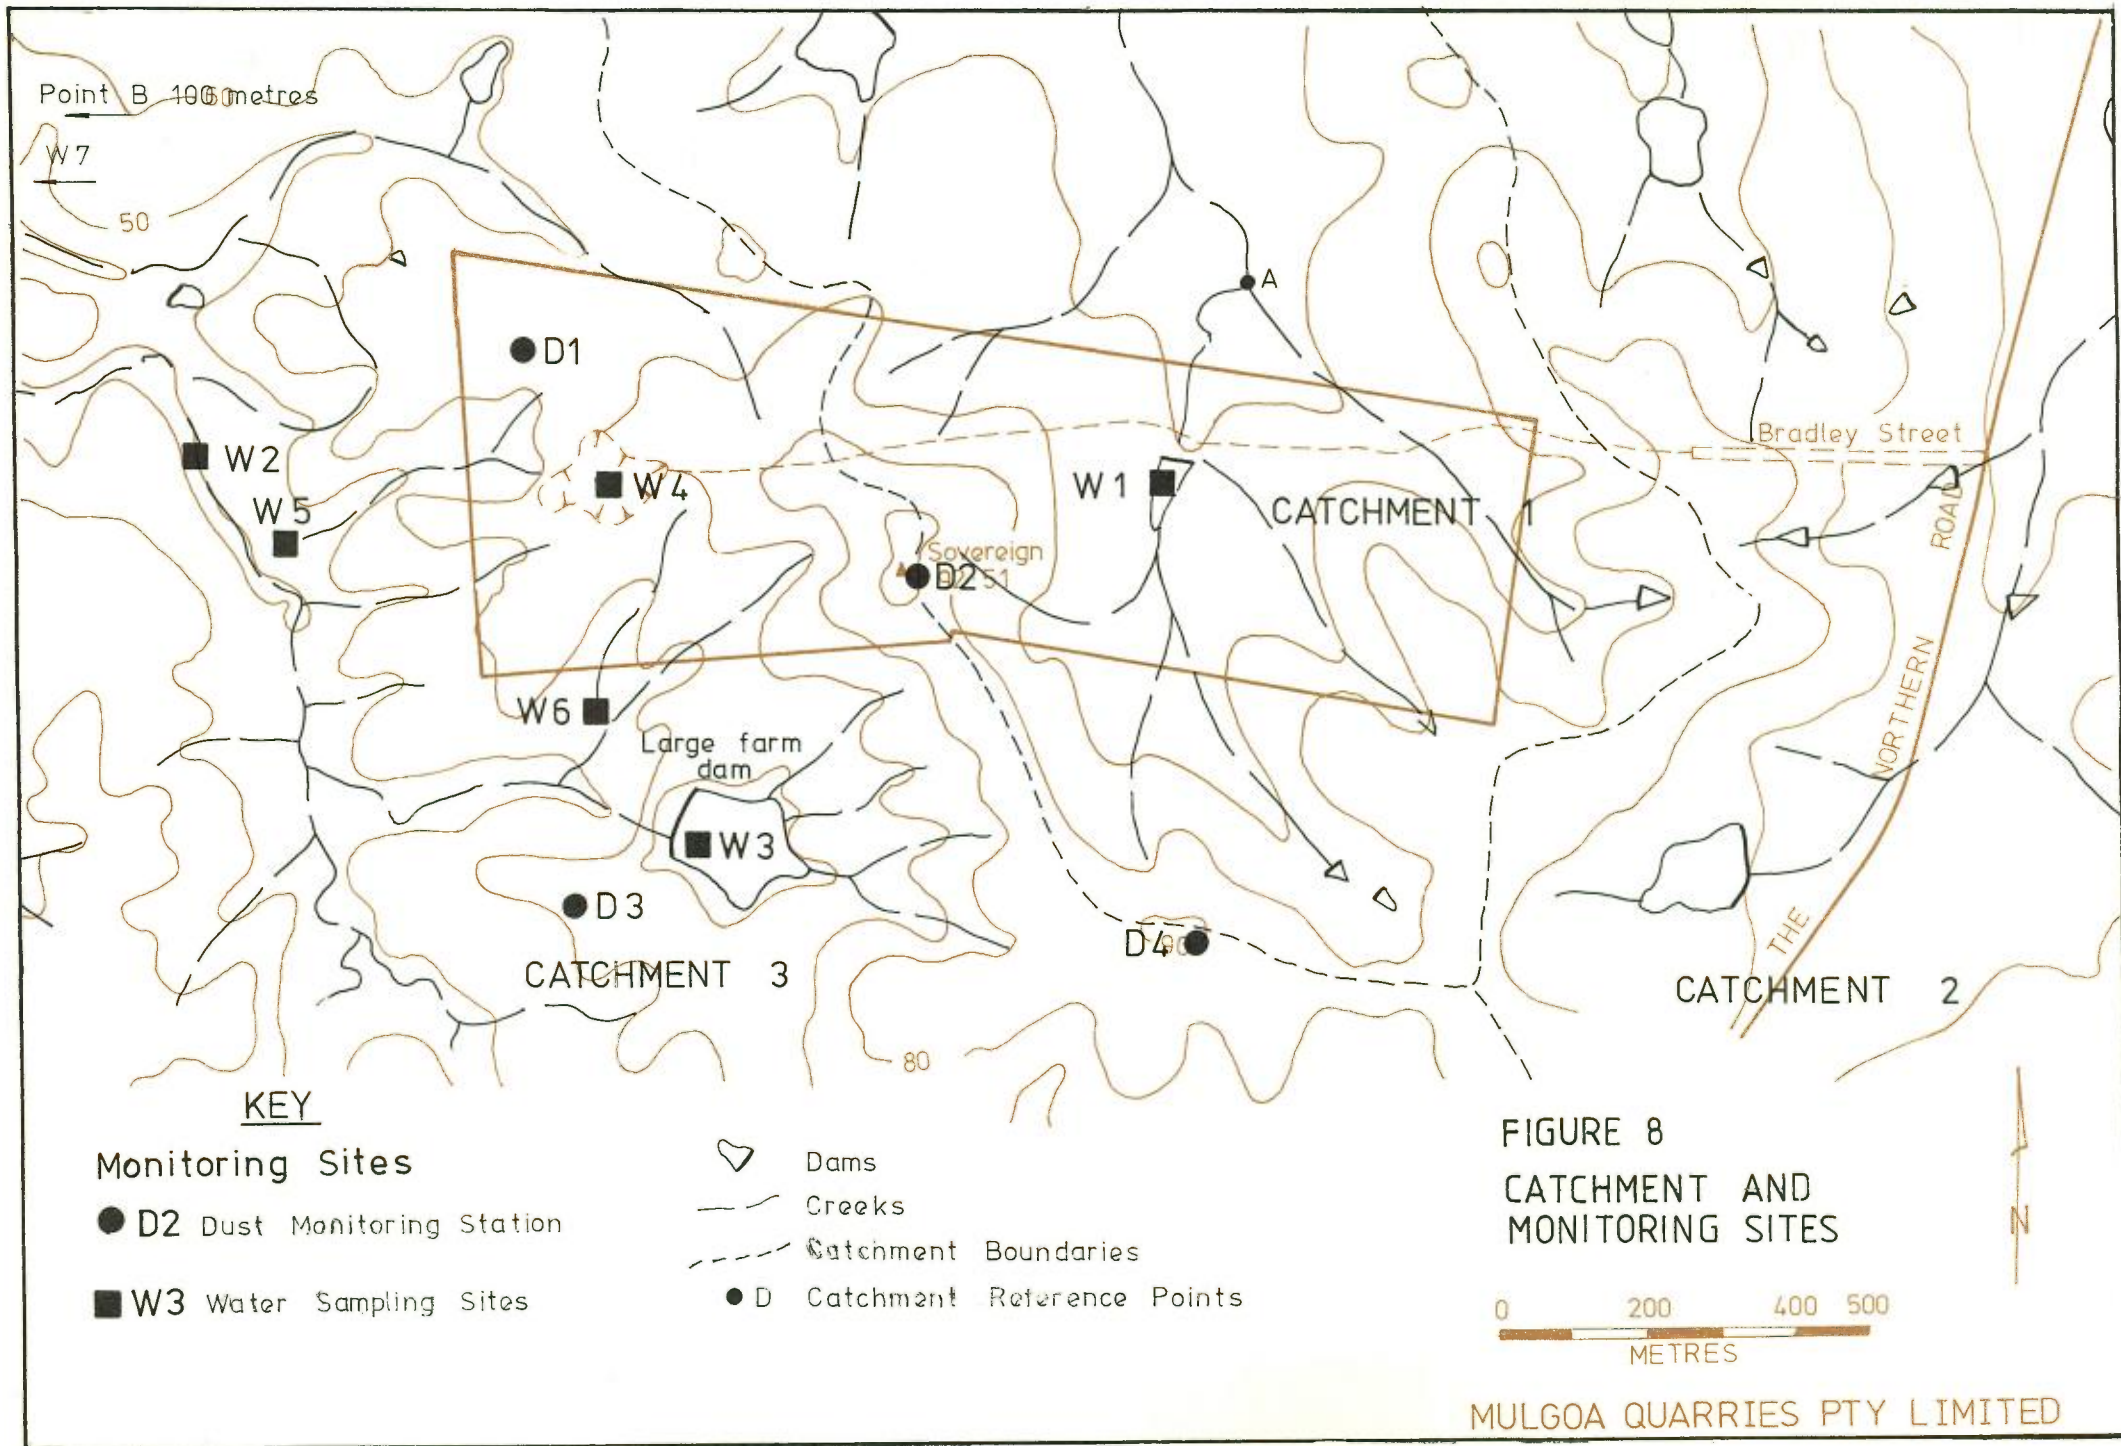 Point B 100 metres
W7
50
A
D1
Bradley Street
W2
W4
W1
CATCHMENT 1
W5
ROAD
Sovereign
D2
51
NORTHERN
W6
Large farm
dam
W3
D3
THE
D4
90
CATCHMENT 3
CATCHMENT 2
80
KEY
Monitoring Sites
D2 Dust Monitoring Station
W3 Water Sampling Sites
Dams
Creeks
Catchment Boundaries
D Catchment Reference Points
FIGURE 8
CATCHMENT AND
MONITORING SITES
N
0 200 400 500
METRES
MULGOA QUARRIES PTY LIMITED